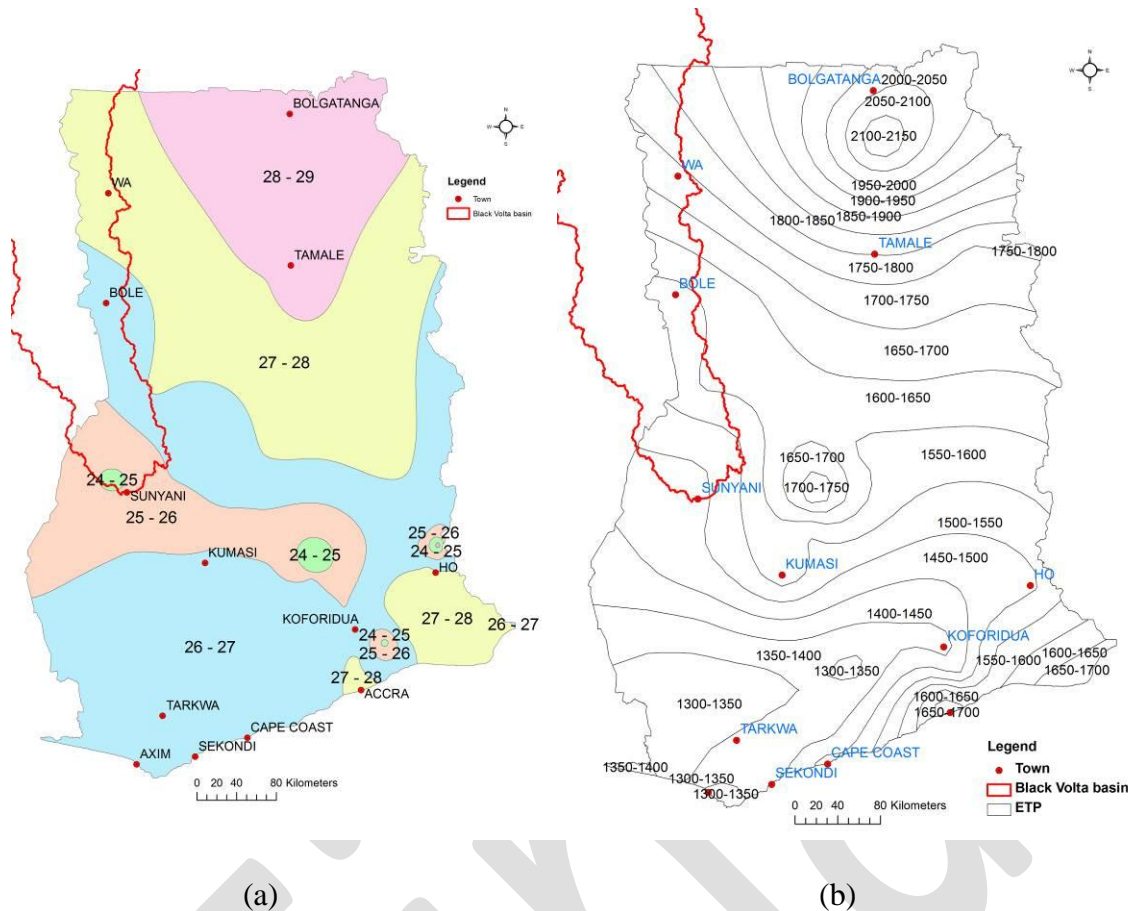 N
W E
S
BOLGATANGA
28 - 29
WA
Legend
Town
Black Volta basin
TAMALE
BOLE
27 - 28
24 - 25
SUNYANI
25 - 26
KUMASI
24 - 25
25 - 26
24 - 25
HO
27 - 28
26 - 27
KOFORIDUA
24 - 25
25 - 26
26 - 27
27 - 28
ACCRA
TARKWA
CAPE COAST
SEKONDI
AXIM
0 20 40 80 Kilometers
(a)
N
W E
S
BOLGATANGA
2000-2050
2050-2100
2100-2150
WA
1950-2000
1900-1950
1850-1900
1800-1850
TAMALE
1750-1800
1750-1800
BOLE
1700-1750
1650-1700
1600-1650
1650-1700
1550-1600
1700-1750
SUNYANI
1500-1550
1450-1500
KUMASI
HO
1400-1450
KOFORIDUA
1350-1400
1300-1350
1550-1600
1600-1650
1650-1700
1300-1350
1600-1650
1650-1700
TARKWA
CAPE COAST
1350-1400
1300-1350
SEKONDI
1300-1350
Legend
Town
Black Volta basin
ETP
0 20 40 80 Kilometers
(b)